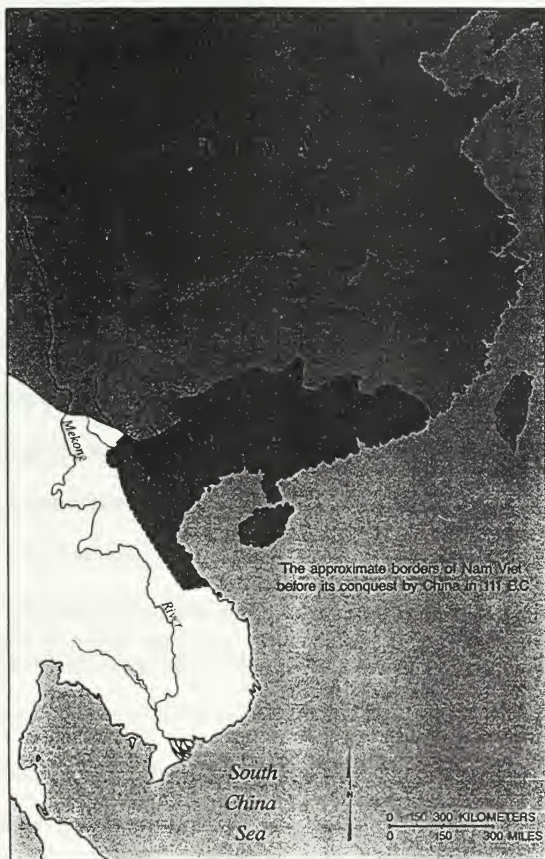 Mekong
River
The approximate borders of Nam Viet
before its conquest by China in 111 B.C.
South
China
Sea
0 150 300 KILOMETERS
0 150 300 MILES